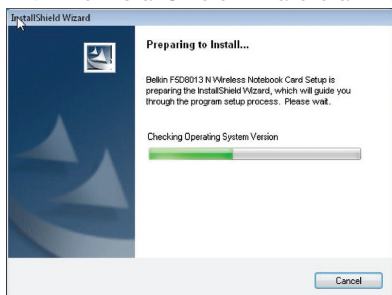 InstallShield Wizard
Preparing to Install...
Belkin F5D8013 N Wireless Notebook Card Setup is
preparing the InstallShield Wizard, which will guide you
through the program setup process. Please wait.
Checking Operating System Version
Cancel